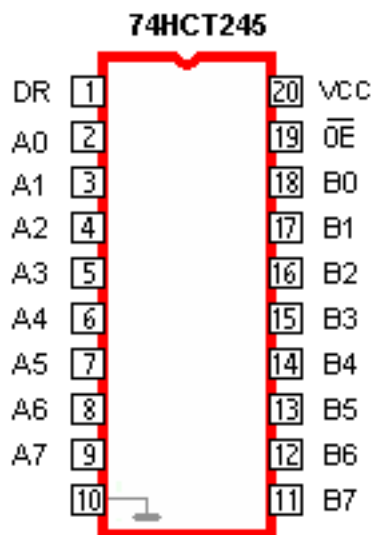 74HCT245
DR 1 20 VCC
A0 2 19 OE
A1 3 18 B0
A2 4 17 B1
A3 5 16 B2
A4 6 15 B3
A5 7 14 B4
A6 8 13 B5
A7 9 12 B6
10 11 B7